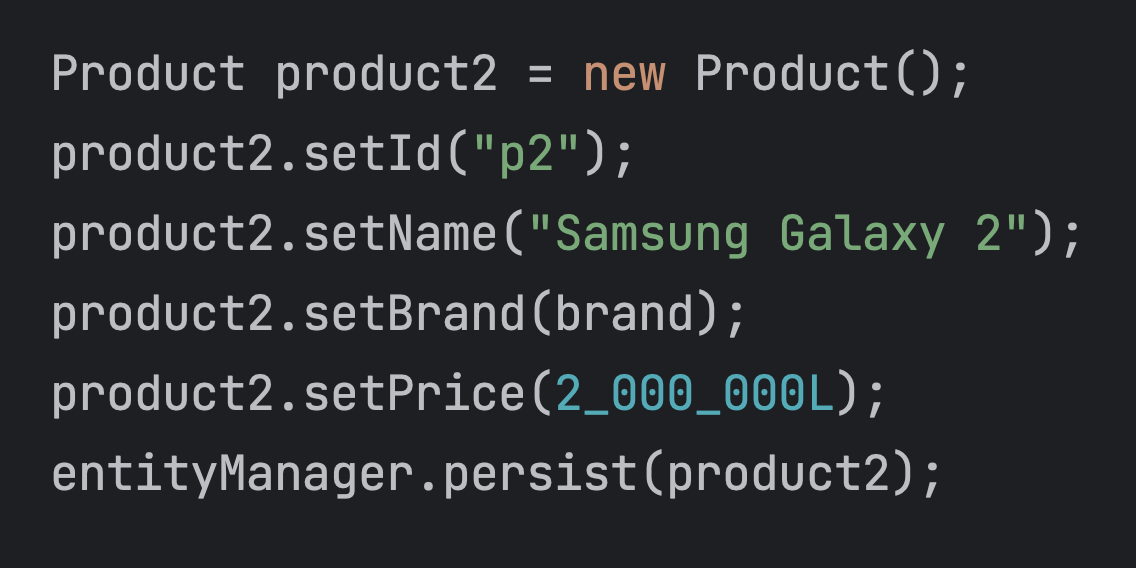 Product product2 = new Product();
product2.setId("p2");
product2.setName("Samsung Galaxy 2");
product2.setBrand(brand);
product2.setPrice(2_000_000L);
entityManager.persist(product2);